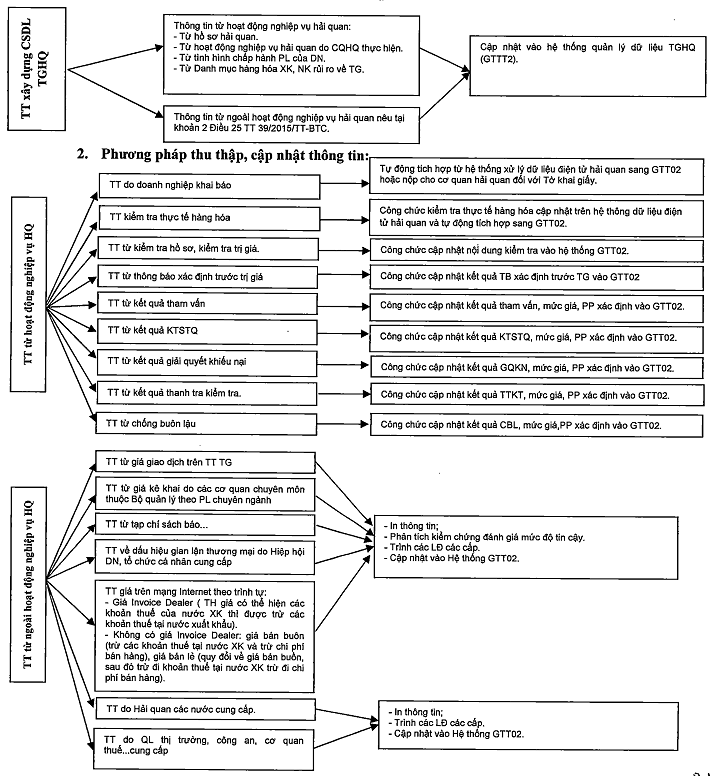 TT xây dựng CSDL
TGHQ
Thông tin từ hoạt động nghiệp vụ hải quan:
- Từ hồ sơ hải quan.
- Từ hoạt động nghiệp vụ hải quan do CQHQ thực hiện.
- Từ tình hình chấp hành PL của DN.
- Từ Danh mục hàng hóa XK, NK rủi ro về TG.
Cập nhật vào hệ thống quản lý dữ liệu TGHQ
(GTTT2).
Thông tin từ ngoài hoạt động nghiệp vụ hải quan nêu tại
khoản 2 Điều 25 TT 39/2015/TT-BTC.
2. Phương pháp thu thập, cập nhật thông tin:
TT từ hoạt động nghiệp vụ HQ
TT do doanh nghiệp khai báo
Tự động tích hợp từ hệ thống xử lý dữ liệu điện tử hải quan sang GTT02
hoặc nộp cho cơ quan hải quan đối với Tờ khai giấy.
TT kiểm tra thực tế hàng hóa
Công chức kiểm tra thực tế hàng hóa cập nhật trên hệ thông dữ liệu điện
tử hải quan và tự động tích hợp sang GTT02.
TT từ kiểm tra hồ sơ, kiểm tra trị giá.
Công chức cập nhật nội dung kiểm tra vào hệ thống GTT02.
TT từ thông báo xác định trước trị giá
Công chức cập nhật kết quả TB xác định trước TG vào GTT02
TT từ kết quả tham vấn
Công chức cập nhật kết quả tham vấn, mức giá, PP xác định vào GTT02.
TT từ kết quả KTSTQ
Công chức cập nhật kết quả KTSTQ, mức giá, PP xác định vào GTT02.
TT từ kết quả giải quyết khiếu nại
Công chức cập nhật kết quả GQKN, mức giá, PP xác định vào GTT02.
TT từ kết quả thanh tra kiểm tra.
Công chức cập nhật kết quả TTKT, mức giá, PP xác định vào GTT02.
TT từ chống buôn lậu
Công chức cập nhật kết quả CBL, mức giá,PP xác định vào GTT02.
TT từ ngoài hoạt động nghiệp vụ HQ
TT từ giá giao dịch trên TT TG
TT từ giá kê khai do các cơ quan chuyên môn
thuộc Bộ quản lý theo PL chuyên ngành
TT từ tạp chí sách báo...
TT về dấu hiệu gian lận thương mại do Hiệp hội
DN, tổ chức cá nhân cung cấp
TT giá trên mạng Internet theo trình tự:
- Giá Invoice Dealer ( TH giá có thể hiện các
khoản thuế của nước XK thì được trừ các
khoản thuế tại nước xuất khẩu).
- Không có giá Invoice Dealer: giá bán buôn
(trừ các khoản thuế tại nước XK và trừ chi phí
bán hàng), giá bán lẻ (quy đổi về giá bán buôn,
sau đó trừ đi khoản thuế tại nước XK trừ đi chi
phí bán hàng).
- In thông tin;
- Phân tích kiểm chứng đánh giá mức độ tin cậy.
- Trình các LĐ các cấp.
- Cập nhật vào Hệ thống GTT02.
TT do Hải quan các nước cung cấp.
TT do QL thị trường, công an, cơ quan
thuế...cung cấp
- In thông tin;
- Trình các LĐ các cấp.
- Cập nhật vào Hệ thống GTT02.